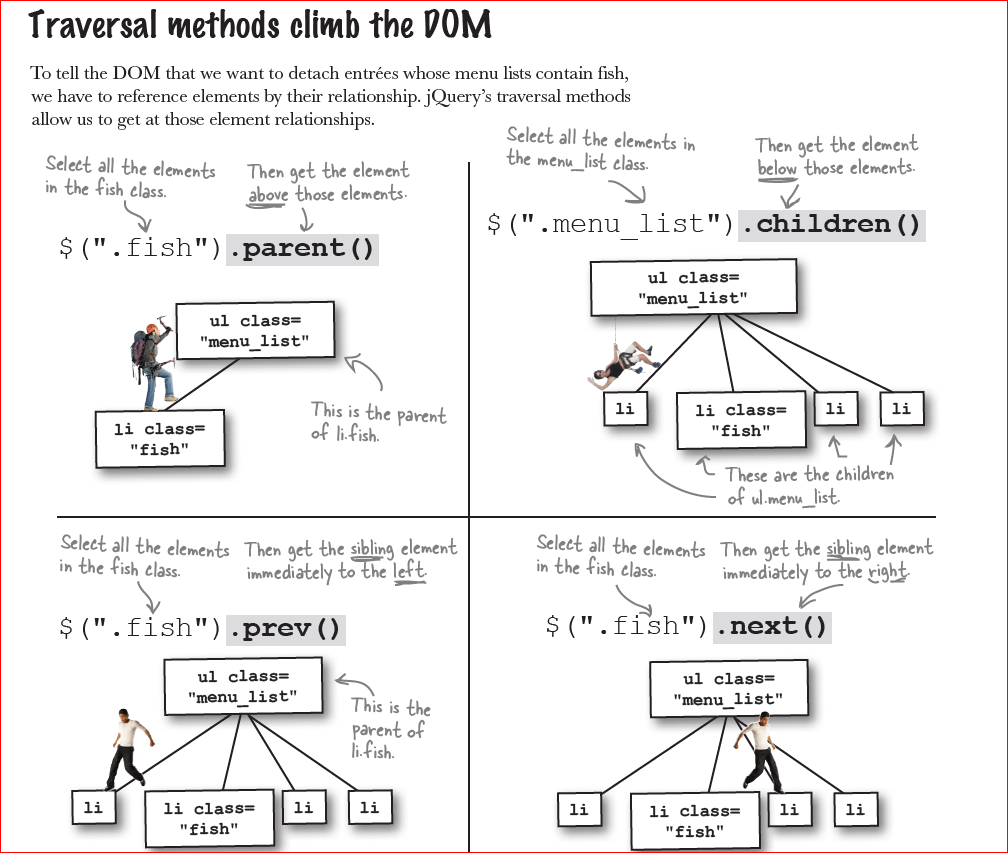 Traversal methods climb the DOM
To tell the DOM that we want to detach entrées whose menu lists contain fish,
we have to reference elements by their relationship. jQuery's traversal methods
allow us to get at those element relationships.
Select all the elements
in the fish class.
Then get the element
above those elements.
$(".fish").parent()
ul class=
"menu_list"
li class=
"fish"
This is the parent
of li.fish.
Select all the elements in
the menu_list class.
Then get the element
below those elements.
$(".menu_list").children()
ul class=
"menu_list"
li
li class=
"fish"
li
li
These are the children
of ul.menu_list.
Select all the elements
in the fish class.
Then get the sibling element
immediately to the left.
$(".fish").prev()
ul class=
"menu_list"
This is the
parent of
li.fish.
li
li class=
"fish"
li
li
Select all the elements
in the fish class.
Then get the sibling element
immediately to the right.
$(".fish").next()
ul class=
"menu_list"
li
li class=
"fish"
li
li